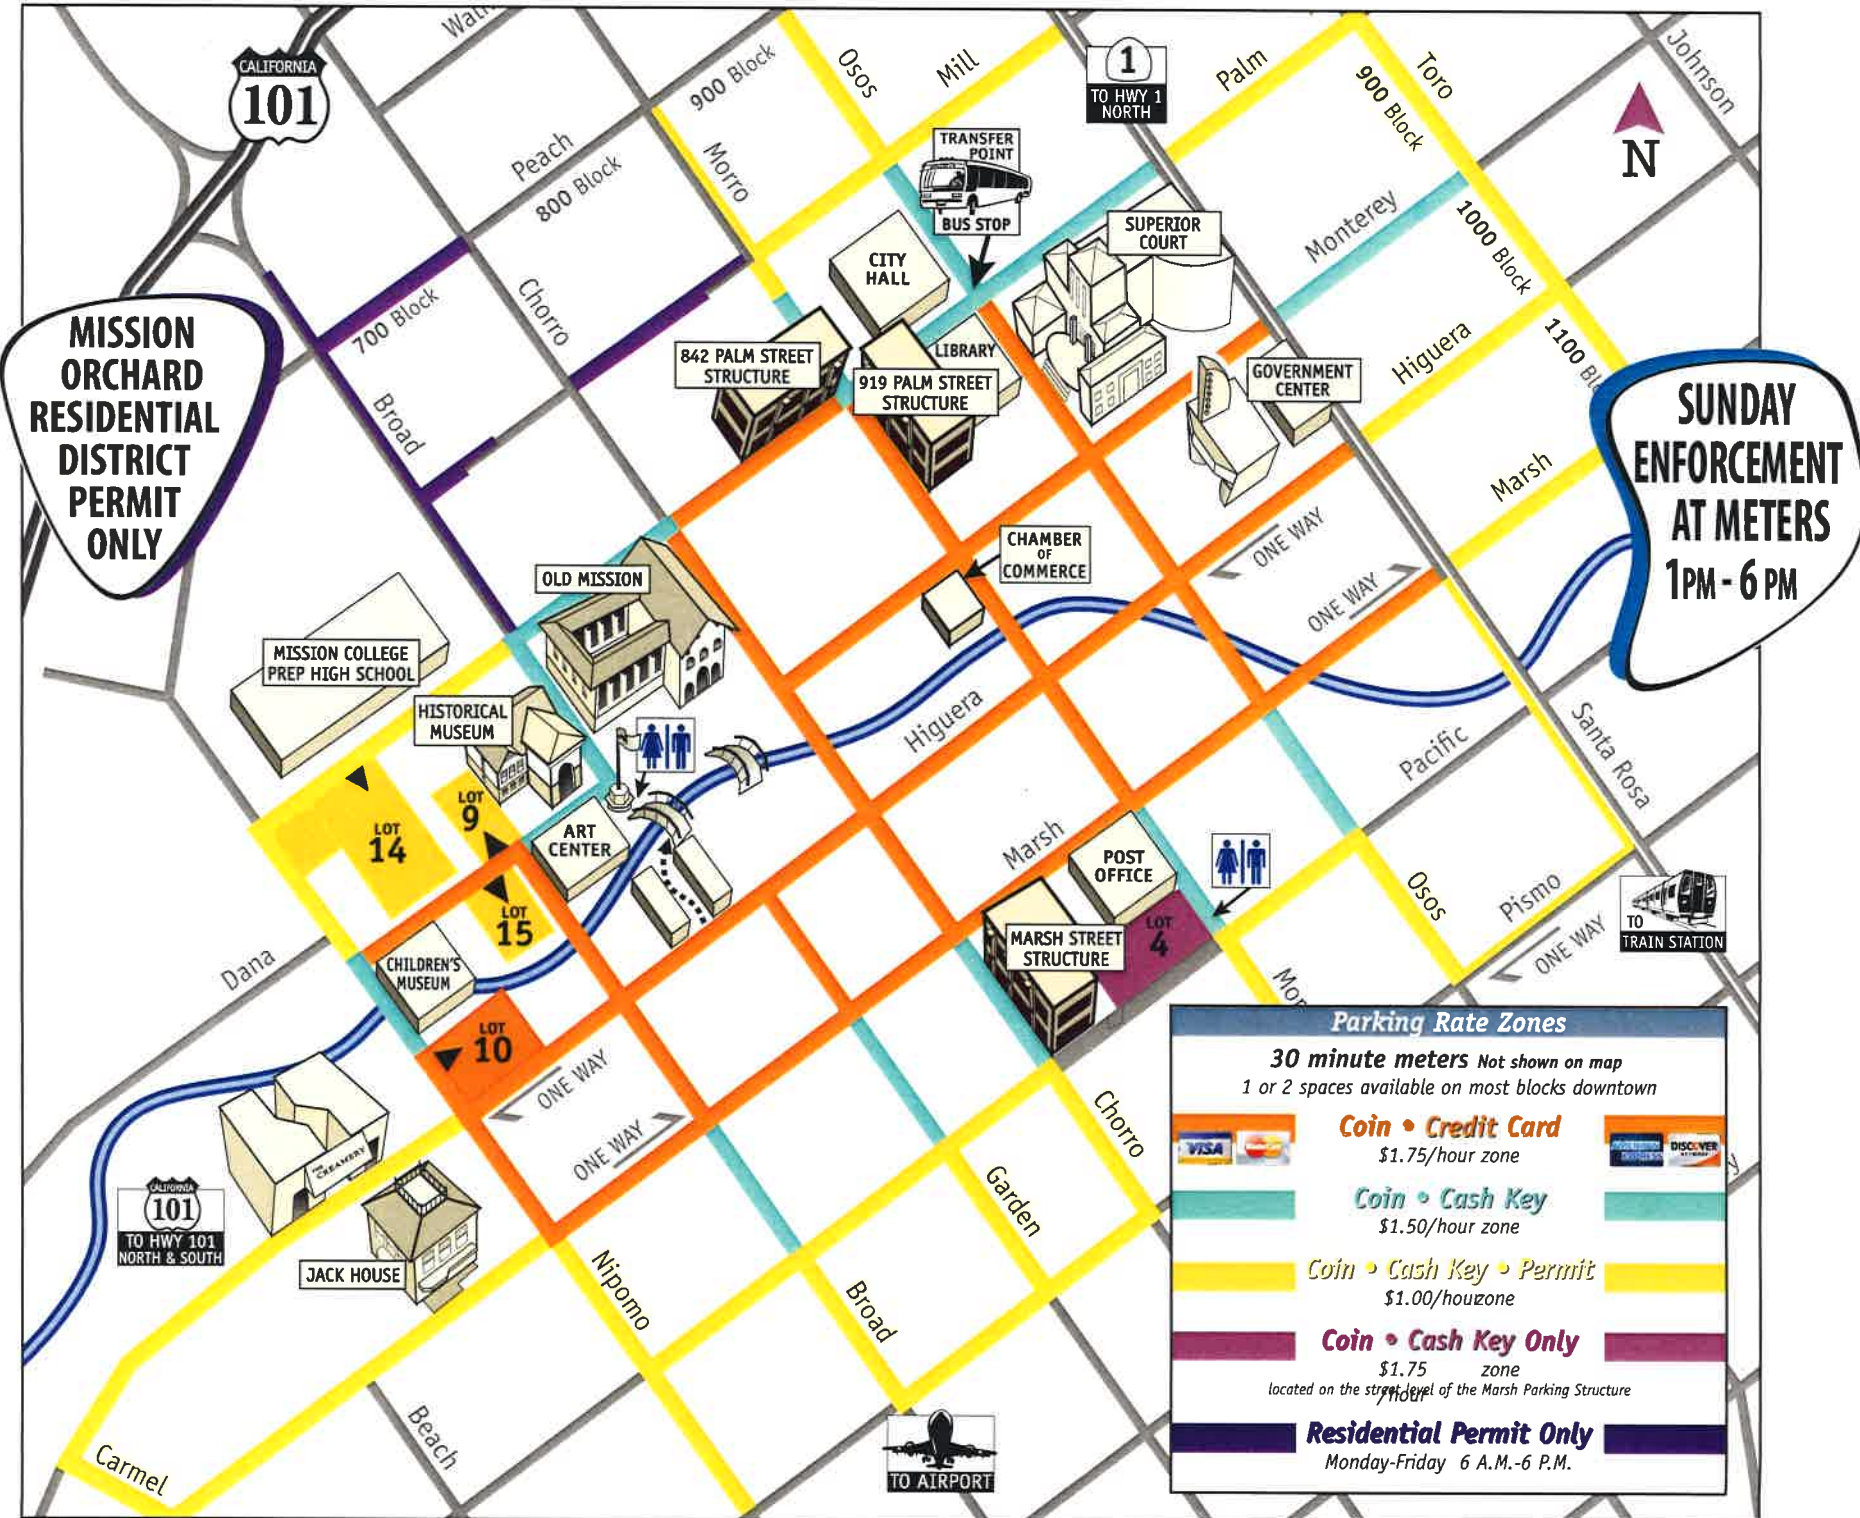 CALIFORNIA
101
900 Block
Osos
Mill
1
TO HWY 1
NORTH
Palm
900 Block
Toro
Johnson
N
Peach
800 Block
Morro
TRANSFER
POINT
BUS STOP
CITY
HALL
SUPERIOR
COURT
Monterey
1000 Block
MISSION
ORCHARD
RESIDENTIAL
DISTRICT
PERMIT
ONLY
700 Block
Chorro
842 PALM STREET
STRUCTURE
LIBRARY
919 PALM STREET
STRUCTURE
GOVERNMENT
CENTER
Higuera
1100 Bl
SUNDAY
ENFORCEMENT
AT METERS
1PM - 6 PM
Broad
Marsh
ONE WAY
ONE WAY
CHAMBER
OF
COMMERCE
OLD MISSION
MISSION COLLEGE
PREP HIGH SCHOOL
HISTORICAL
MUSEUM
Higuera
Pacific
Santa Rosa
LOT
9
LOT
14
ART
CENTER
Marsh
POST
OFFICE
LOT
15
LOT
4
MARSH STREET
STRUCTURE
Osos
Pismo
ONE WAY
TO
TRAIN STATION
Dana
CHILDREN'S
MUSEUM
LOT
10
ONE WAY
ONE WAY
Mor
Chorro
Garden
THE
CREAMERY
CALIFORNIA
101
TO HWY 101
NORTH & SOUTH
JACK HOUSE
Nipomo
Broad
Beach
Carmel
TO AIRPORT
Parking Rate Zones
30 minute meters Not shown on map
1 or 2 spaces available on most blocks downtown
Coin • Credit Card
VISA MasterCard AMERICAN EXPRESS DISCOVER
$1.75/hour zone
Coin • Cash Key
$1.50/hour zone
Coin • Cash Key • Permit
$1.00/hourzone
Coin • Cash Key Only
$1.75 zone
/hour
located on the street level of the Marsh Parking Structure
Residential Permit Only
Monday-Friday 6 A.M.-6 P.M.